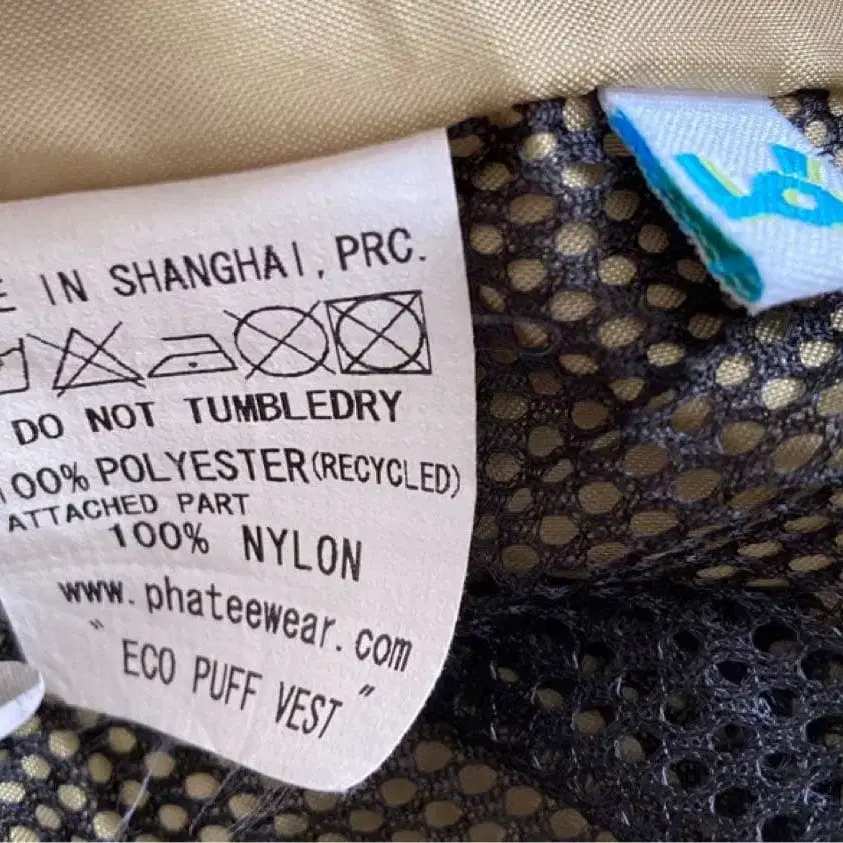 E IN SHANGHAI, PRC.
DO NOT TUMBLEDRY
100% POLYESTER(RECYCLED)
ATTACHED PART
100% NYLON
www.phateewear.com
"ECO PUFF VEST"